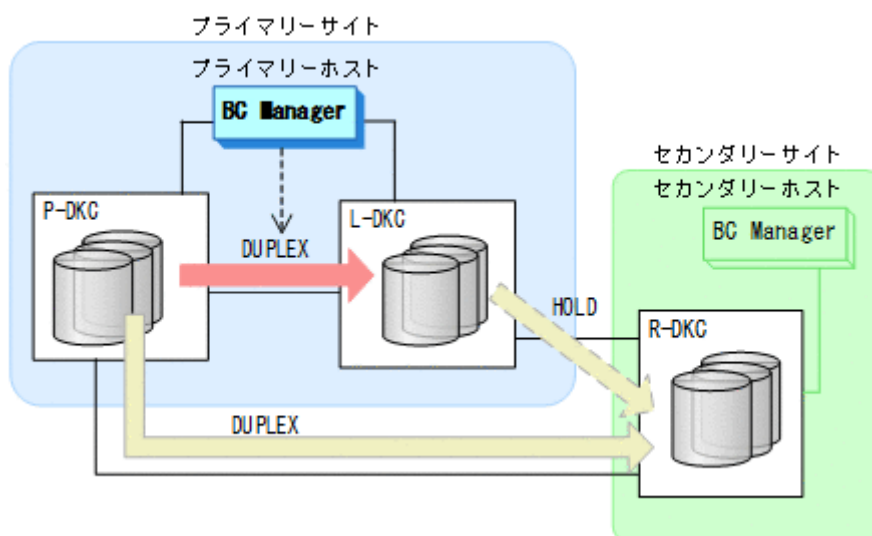 プライマリーサイト
プライマリーホスト
BC Manager
セカンダリーサイト
セカンダリーホスト
P-DKC
L-DKC
BC Manager
DUPLEX
HOLD
R-DKC
DUPLEX